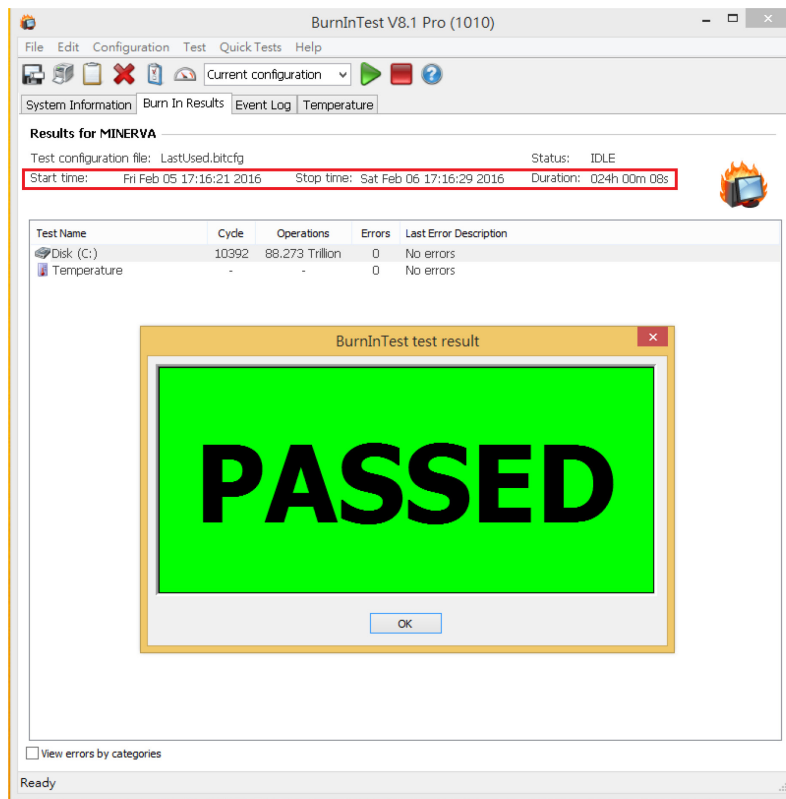 BurnInTest V8.1 Pro (1010)
File Edit Configuration Test Quick Tests Help
Current configuration
System Information Burn In Results Event Log Temperature
Results for MINERVA
Test configuration file: LastUsed.bitcfg Status: IDLE
Start time: Fri Feb 05 17:16:21 2016 Stop time: Sat Feb 06 17:16:29 2016 Duration: 024h 00m 08s
Test Name Cycle Operations Errors Last Error Description
Disk (C:) 10392 88.273 Trillion 0 No errors
Temperature - - 0 No errors
BurnInTest test result
PASSED
OK
View errors by categories
Ready